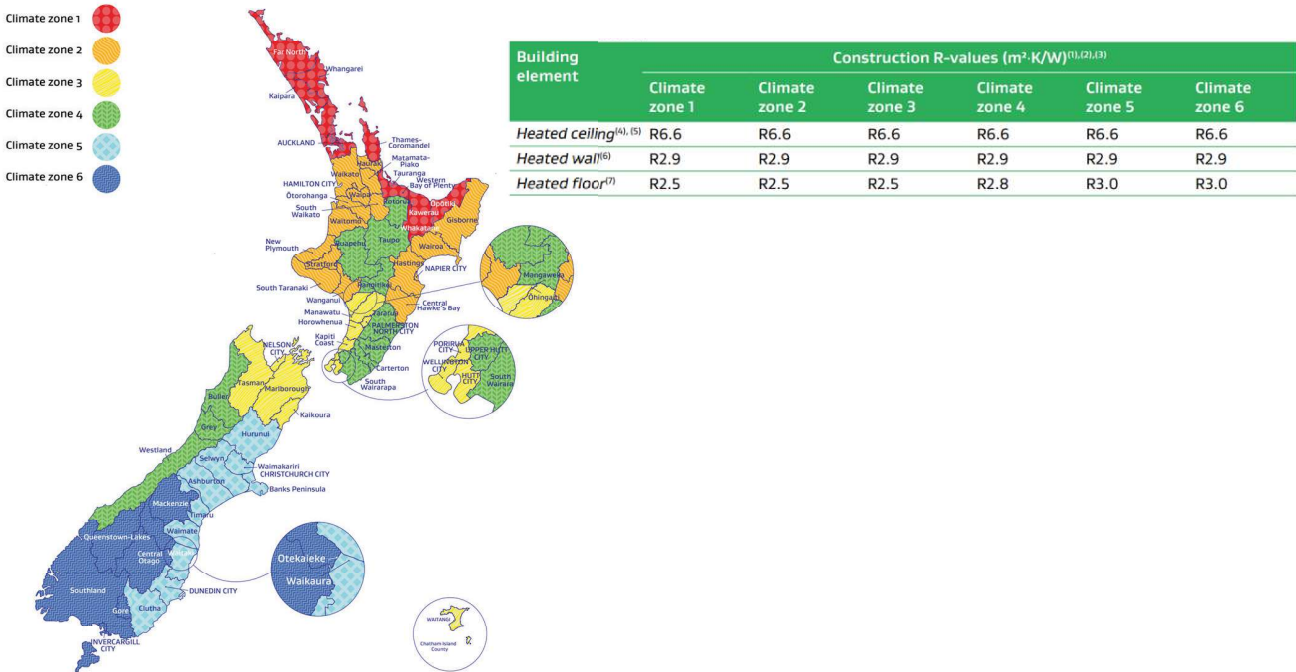 Climate zone 1
Climate zone 2
Climate zone 3
Climate zone 4
Climate zone 5
Climate zone 6
Far North
Whangarei
Kaipara
AUCKLAND
Thames-
Coromandel
Hauraki
Matamata-
Piako
Waikato
Tauranga
Western
Bay of Plenty
HAMILTON CITY
Waipa
Ōtorohanga
Rotorua
Kawerau
Ōpōtiki
South
Waikato
Whakatane
Gisborne
Waitomo
Taupo
New
Plymouth
Ruapehu
Wairoa
Stratford
Hastings
NAPIER CITY
South Taranaki
Rangitikei
Wanganui
Central
Hawke's Bay
Manawatu
Tararua
Horowhenua
PALMERSTON
NORTH CITY
Kapiti
Coast
Masterton
Carterton
South
Wairarapa
Mangaweka
Ohingaiti
PORIRUA
CITY
UPPER HUTT
CITY
WELLINGTON
CITY
HUTT
CITY
South
Wairara
NELSON
CITY
Tasman
Marlborough
Buller
Kaikoura
Grey
Hurunui
Westland
Selwyn
Waimakariri
CHRISTCHURCH CITY
Ashburton
Banks Peninsula
Mackenzie
Timaru
Waimate
Queenstown-Lakes
Central
Otago
Waitaki
Otekaieke
Waikaura
Southland
DUNEDIN CITY
Clutha
Gore
INVERCARGILL
CITY
WAITANGI
Chatham Island
County
Building
element
Construction R-values (m²·K/W)(1),(2),(3)
Climate
zone 1
Climate
zone 2
Climate
zone 3
Climate
zone 4
Climate
zone 5
Climate
zone 6
Heated ceiling(4), (5) R6.6 R6.6 R6.6 R6.6 R6.6 R6.6
Heated wall(6) R2.9 R2.9 R2.9 R2.9 R2.9 R2.9
Heated floor(7) R2.5 R2.5 R2.5 R2.8 R3.0 R3.0